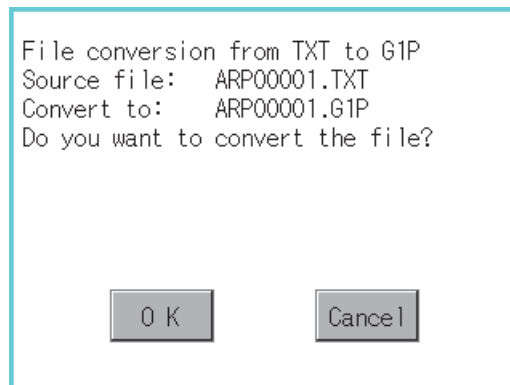 File conversion from TXT to G1P
Source file: ARP00001.TXT
Convert to: ARP00001.G1P
Do you want to convert the file?
OK Cancel